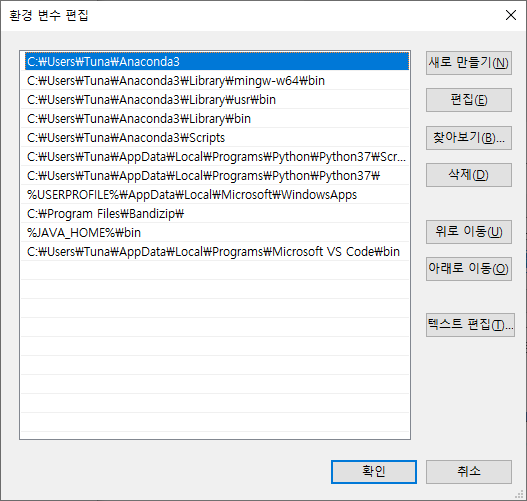 환경 변수 편집
C:₩Users₩Tuna₩Anaconda3
C:₩Users₩Tuna₩Anaconda3₩Library₩mingw-w64₩bin
C:₩Users₩Tuna₩Anaconda3₩Library₩usr₩bin
C:₩Users₩Tuna₩Anaconda3₩Library₩bin
C:₩Users₩Tuna₩Anaconda3₩Scripts
C:₩Users₩Tuna₩AppData₩Local₩Programs₩Python₩Python37₩Scr...
C:₩Users₩Tuna₩AppData₩Local₩Programs₩Python₩Python37₩
%USERPROFILE%₩AppData₩Local₩Microsoft₩WindowsApps
C:₩Program Files₩Bandizip₩
%JAVA_HOME%₩bin
C:₩Users₩Tuna₩AppData₩Local₩Programs₩Microsoft VS Code₩bin
새로 만들기(N)
편집(E)
찾아보기(B)...
삭제(D)
위로 이동(U)
아래로 이동(O)
텍스트 편집(T)...
확인
취소